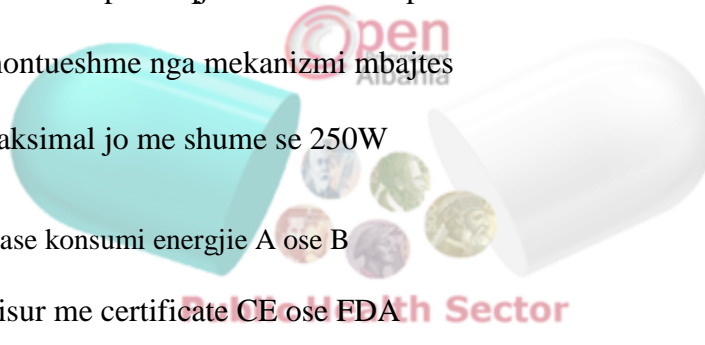 montueshme nga mekanizmi mbajtes
aksimal jo me shume se 250W
ase konsumi energjie A ose B
isur me certificate CE ose FDA
Open
Albania
Public Health Sector